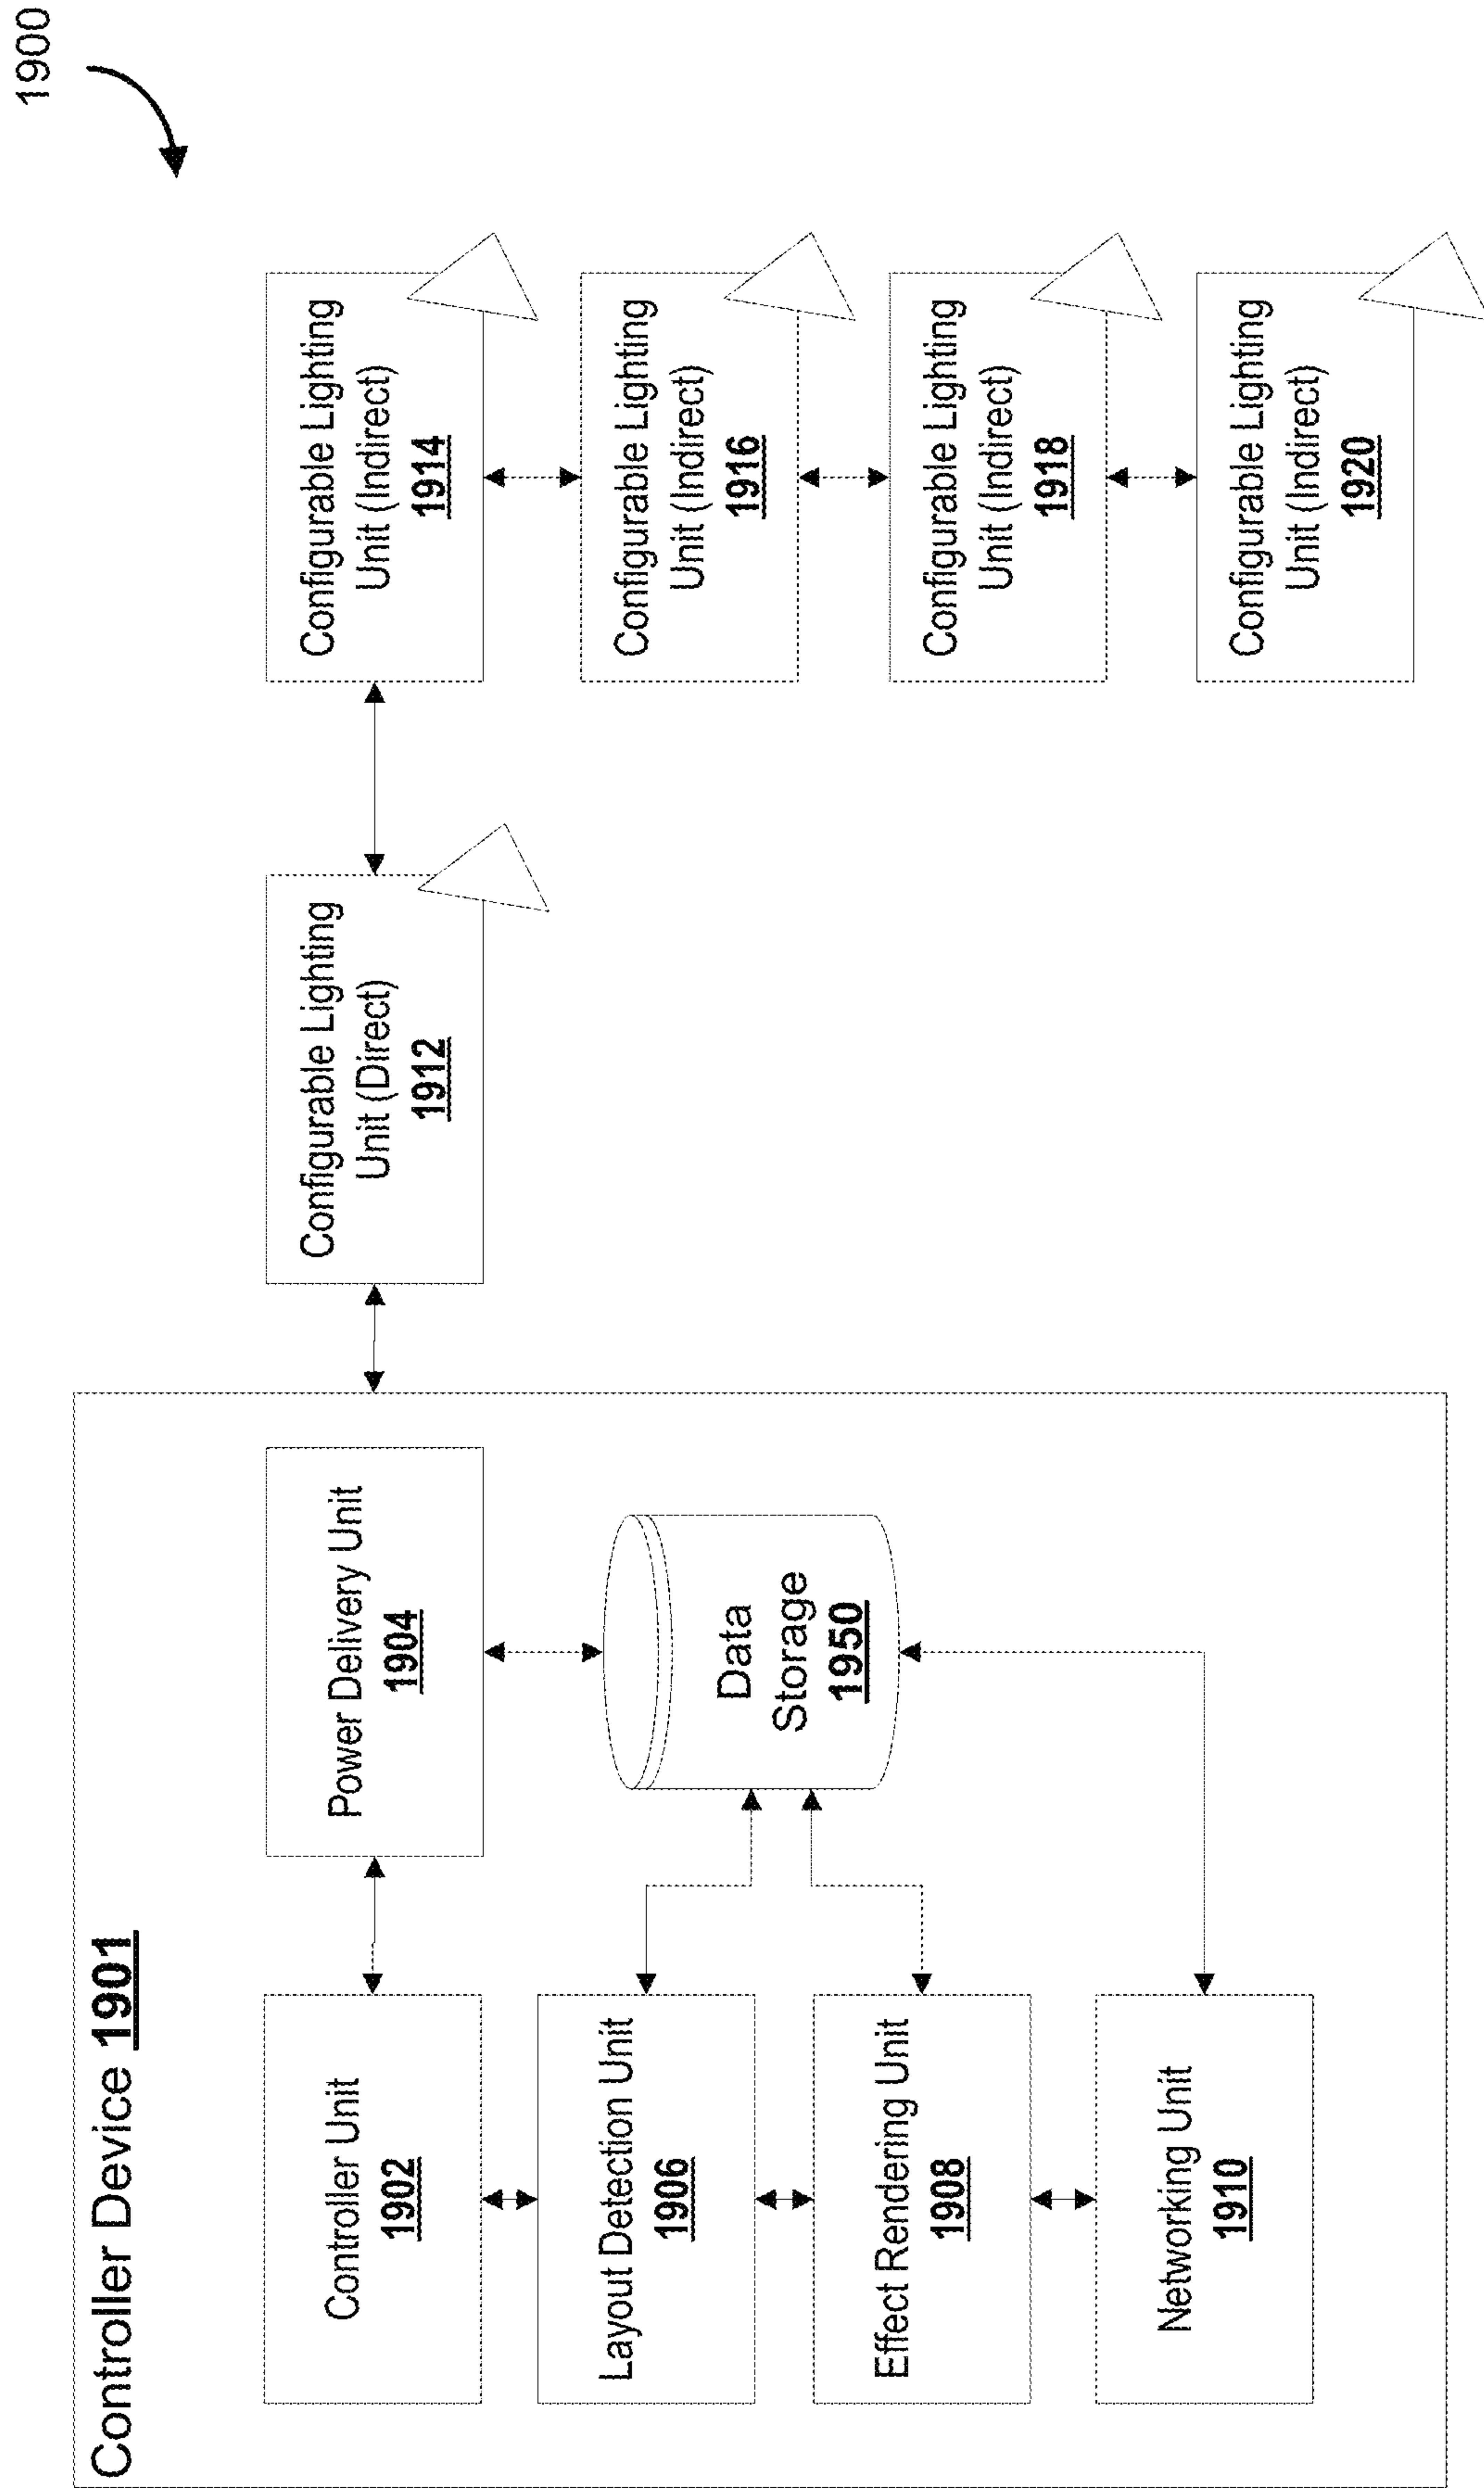 1900
Controller Device 1901
Controller Unit
1902
Power Delivery Unit
1904
Layout Detection Unit
1906
Effect Rendering Unit
1908
Networking Unit
1910
Data
Storage
1950
Configurable Lighting
Unit (Direct)
1912
Configurable Lighting
Unit (Indirect)
1914
Configurable Lighting
Unit (Indirect)
1916
Configurable Lighting
Unit (Indirect)
1918
Configurable Lighting
Unit (Indirect)
1920